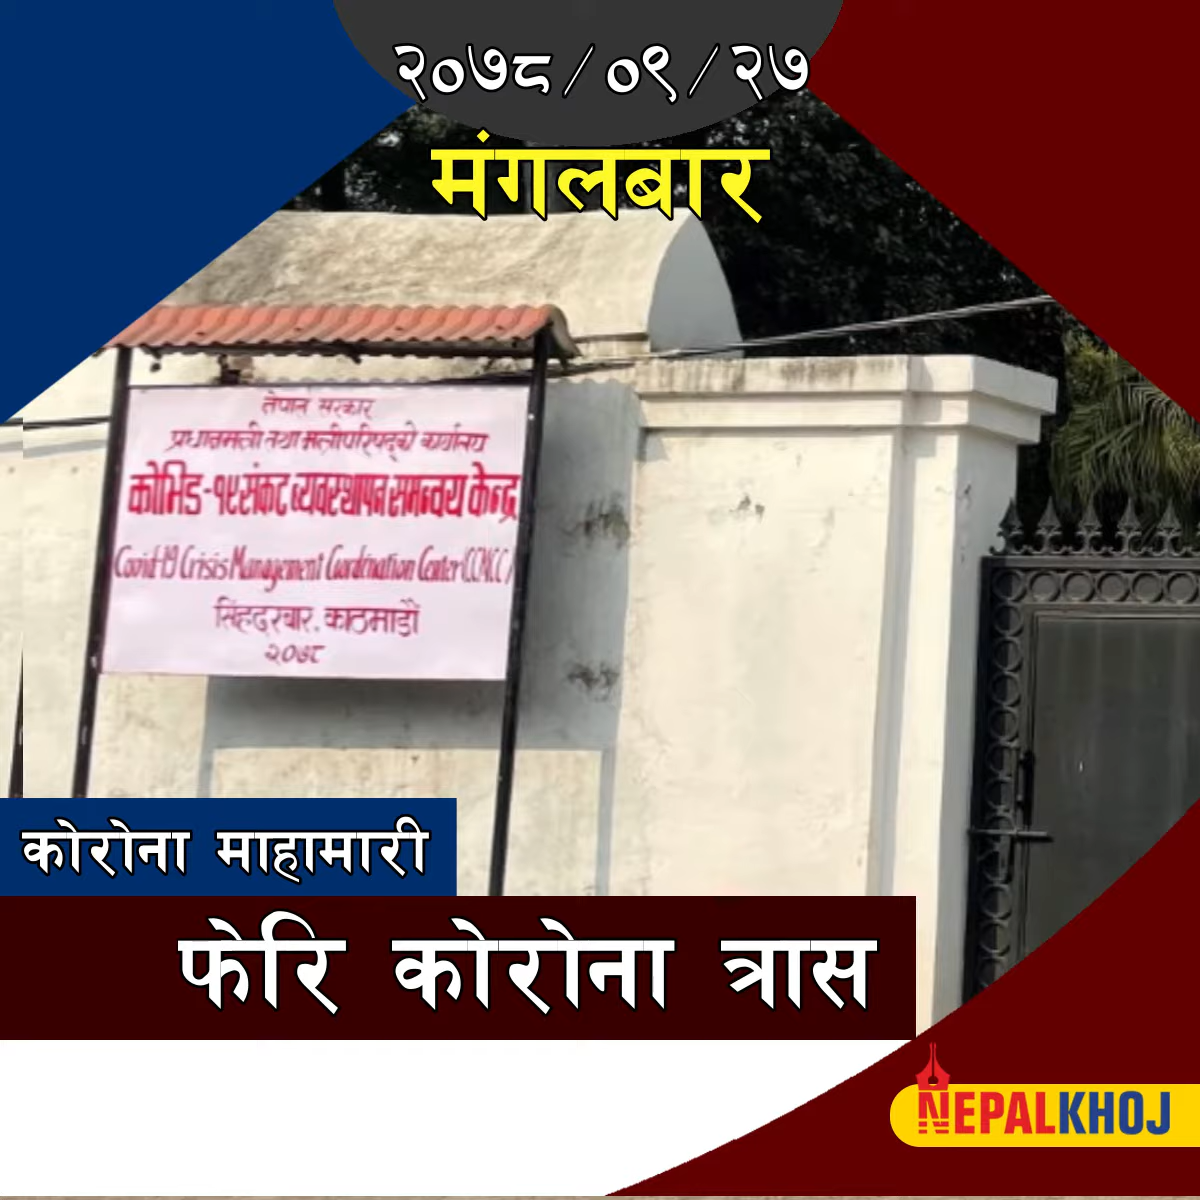 २०७८/०९/२७
मंगलबार
नेपाल सरकार
प्रधानमन्त्री तथा मन्त्रीपरिषद्को कार्यालय
कोभिड-१९ संकट व्यवस्थापन समन्वय केन्द्र
Covid-19 Crisis Management Coordination Center (CCMCC)
सिंहदरबार, काठमाडौं
२०७८
कोरोना माहामारी
फेरि कोरोना त्रास
NEPALKHOJ